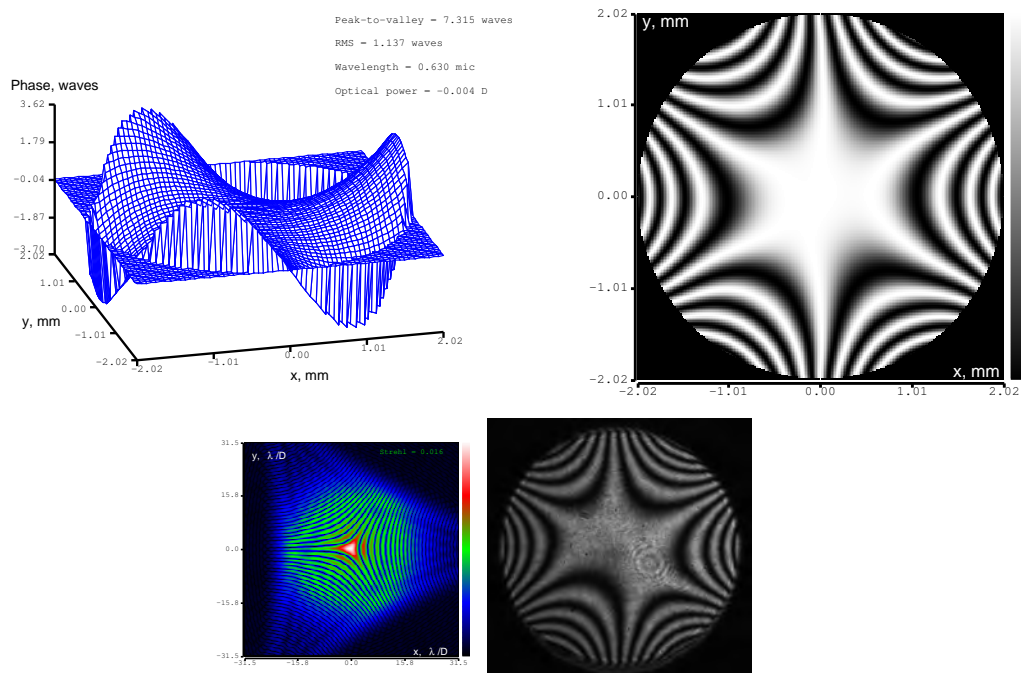 Peak-to-valley = 7.315 waves
RMS = 1.137 waves
Wavelength = 0.630 mic
Optical power = -0.004 D
Phase, waves
3.62
1.79
-0.04
-1.87
-3.70
2.02
1.01
0.00
-1.01
-2.02
y, mm
-2.02
-1.01
0.00
1.01
2.02
x, mm
2.02
y, mm
1.01
0.00
-1.01
-2.02
x, mm
-2.02
-1.01
0.00
1.01
2.02
31.5
y, λ/D
Strehl = 0.016
15.8
0.0
-15.8
-31.5
x, λ/D
-31.5
-15.8
0.0
15.8
31.5